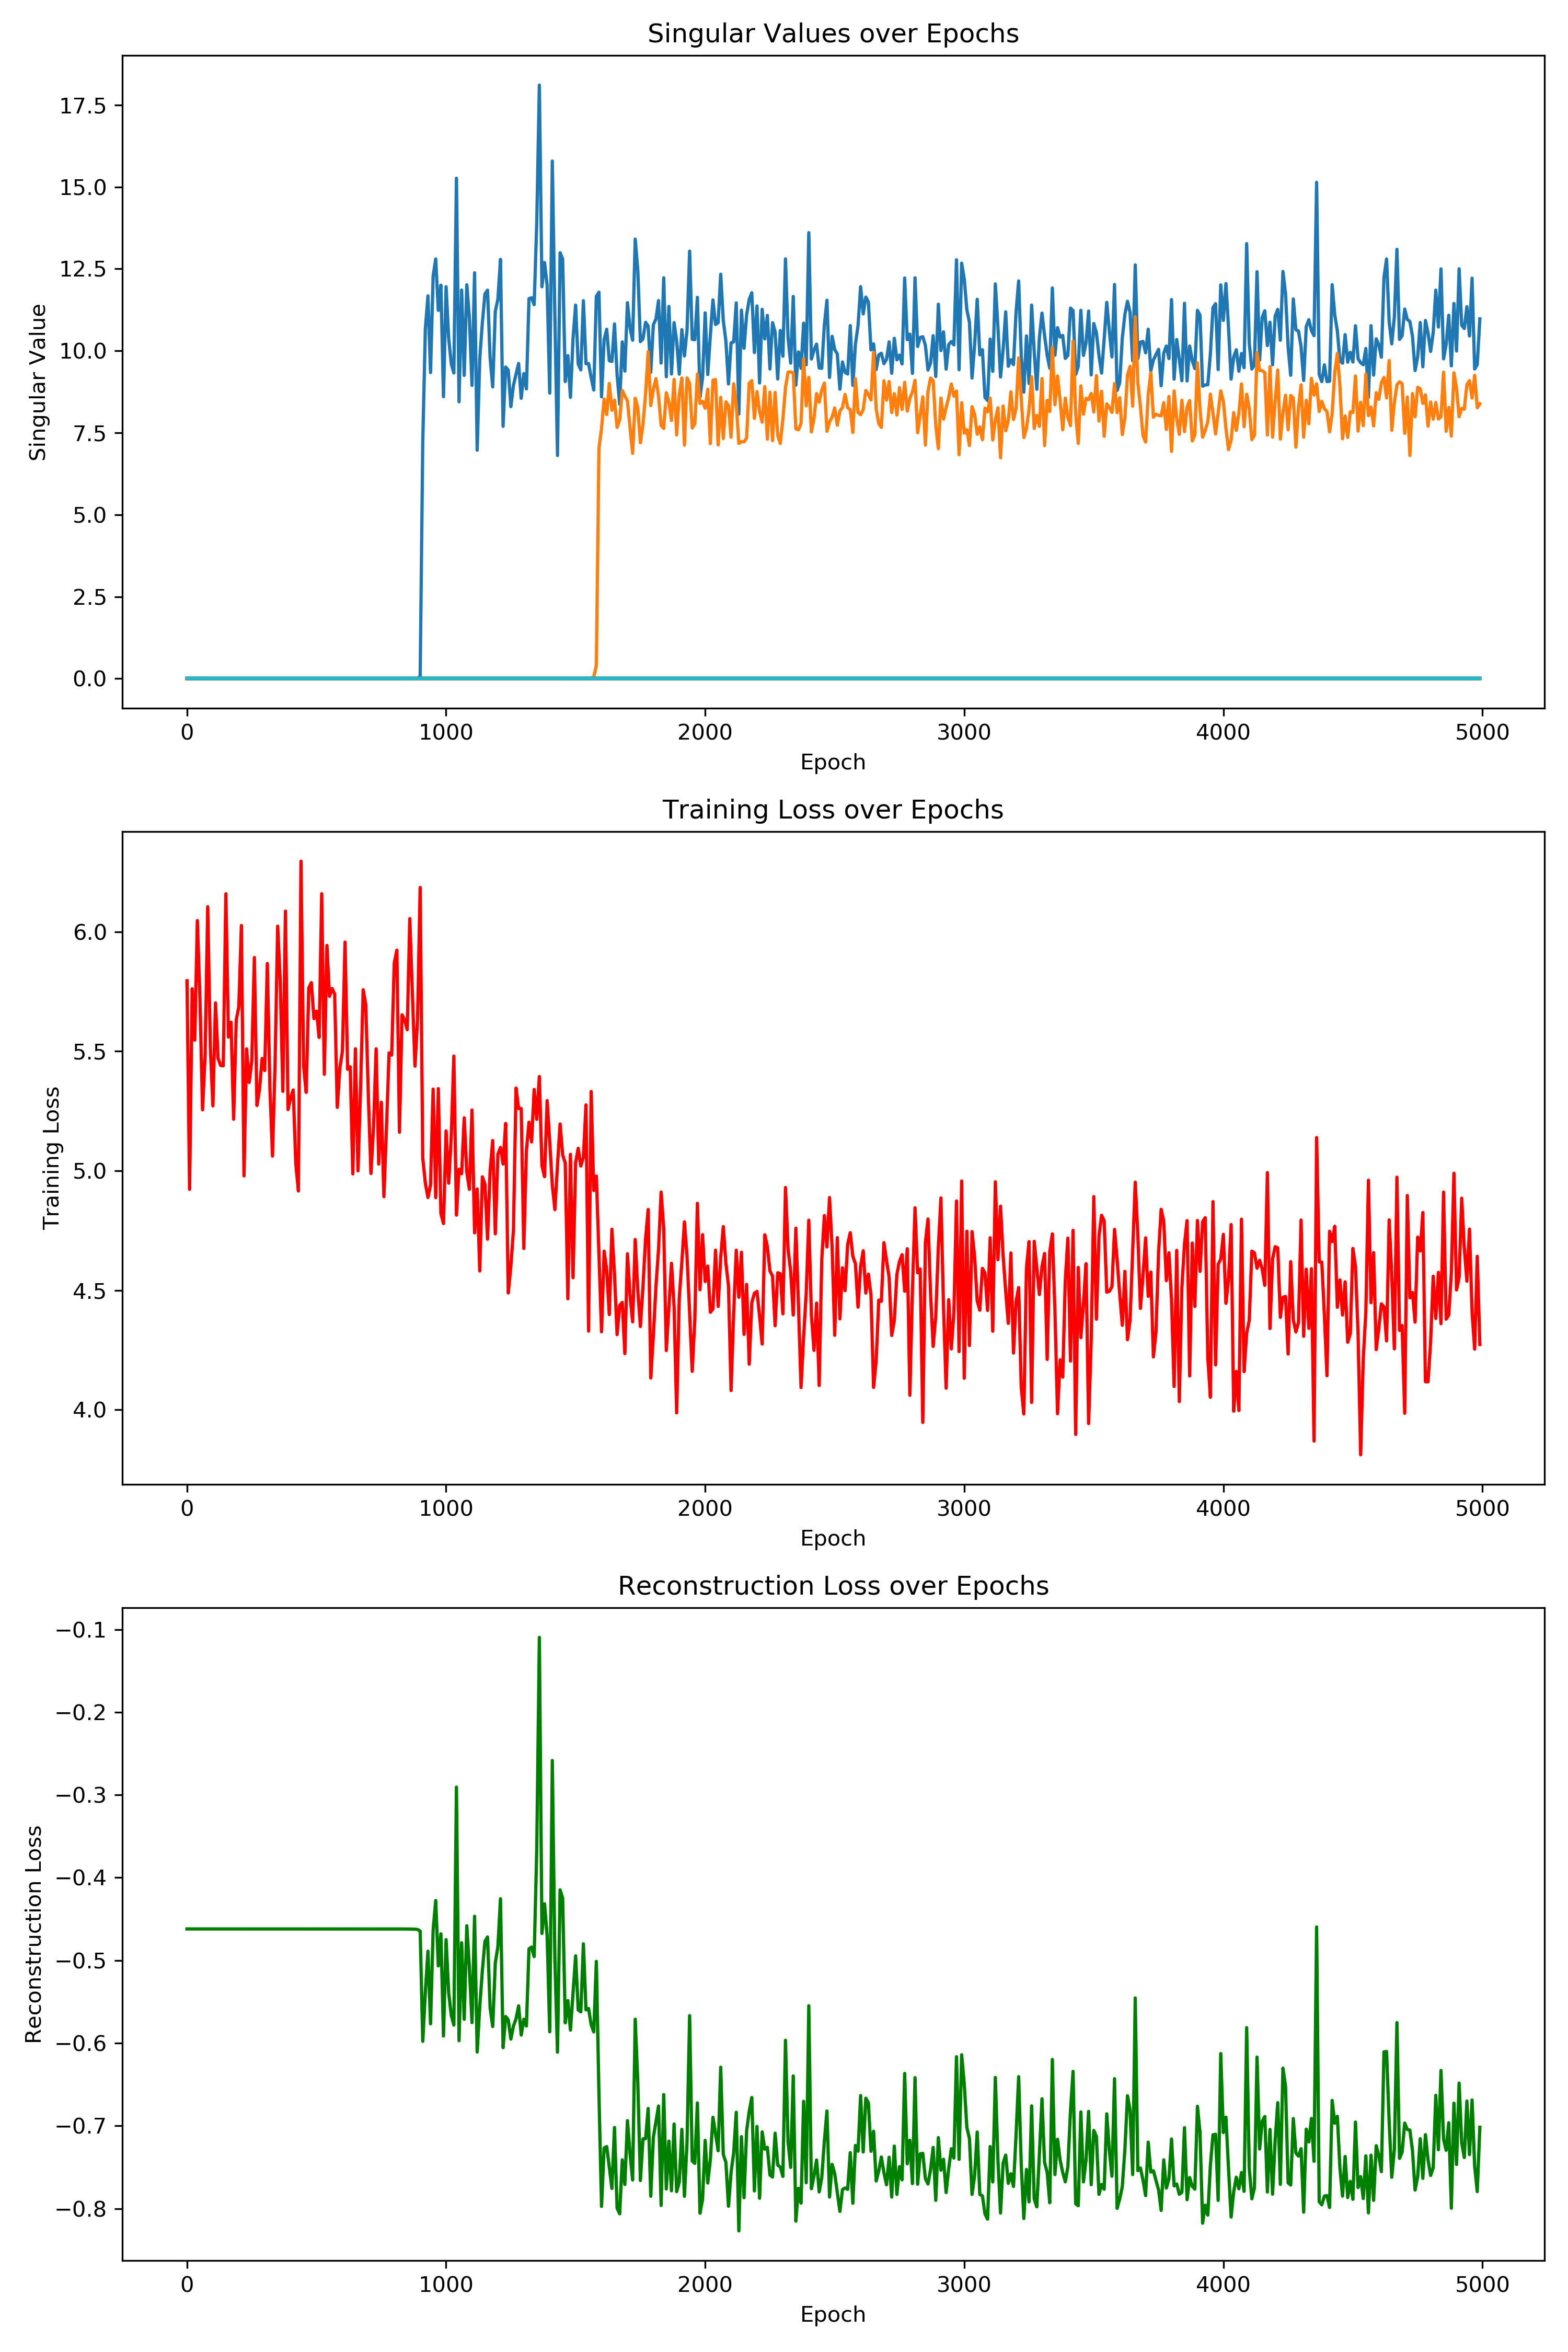 Singular Values over Epochs
Singular Value
17.5
15.0
12.5
10.0
7.5
5.0
2.5
0.0
0 1000 2000 3000 4000 5000
Epoch
Training Loss over Epochs
Training Loss
6.0
5.5
5.0
4.5
4.0
0 1000 2000 3000 4000 5000
Epoch
Reconstruction Loss over Epochs
Reconstruction Loss
−0.1
−0.2
−0.3
−0.4
−0.5
−0.6
−0.7
−0.8
0 1000 2000 3000 4000 5000
Epoch